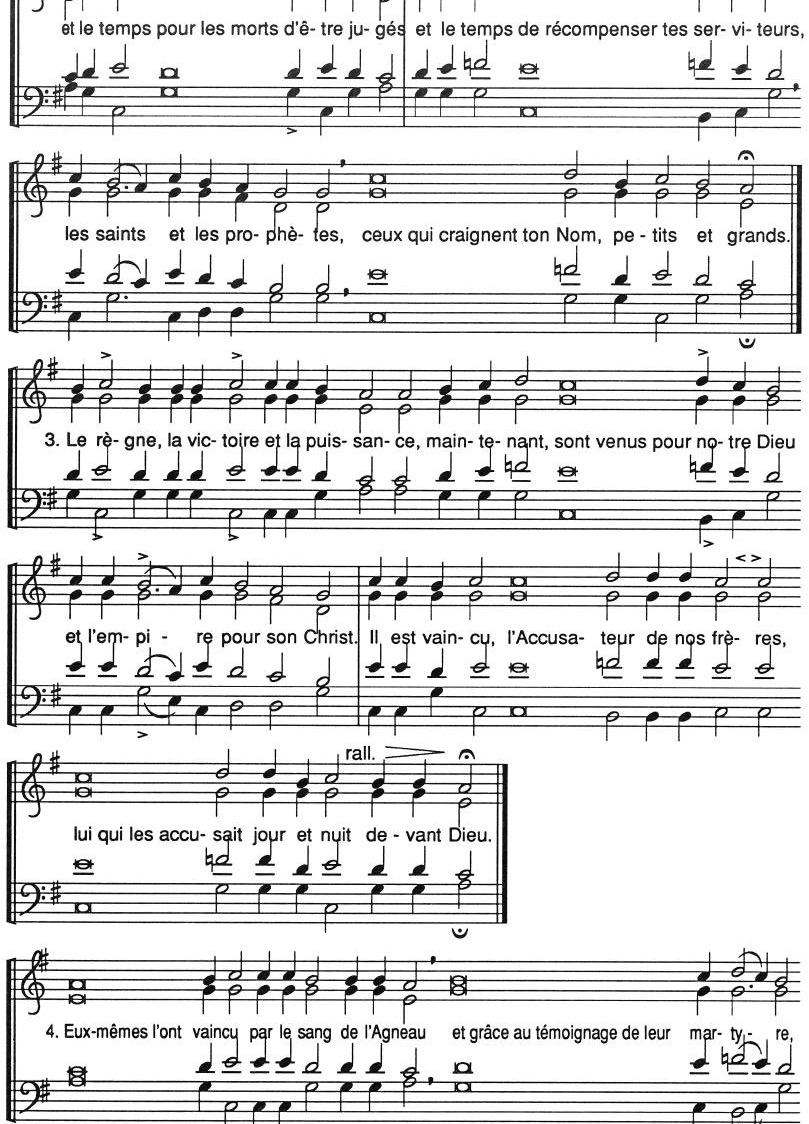 et le temps pour les morts d'ê- tre ju- gés et le temps de récompenser tes ser- vi- teurs,
les saints et les pro- phè- tes, ceux qui craignent ton Nom, pe - tits et grands.
3. Le rè- gne, la vic- toire et la puis- san- ce, main- te- nant, sont venus pour no- tre Dieu
et l'em- pi - re pour son Christ. Il est vain- cu, l'Accusa- teur de nos frè- res,
rall.
lui qui les accu- sait jour et nuit de - vant Dieu.
4. Eux-mêmes l'ont vaincu par le sang de l'Agneau et grâce au témoignage de leur mar- ty- re,